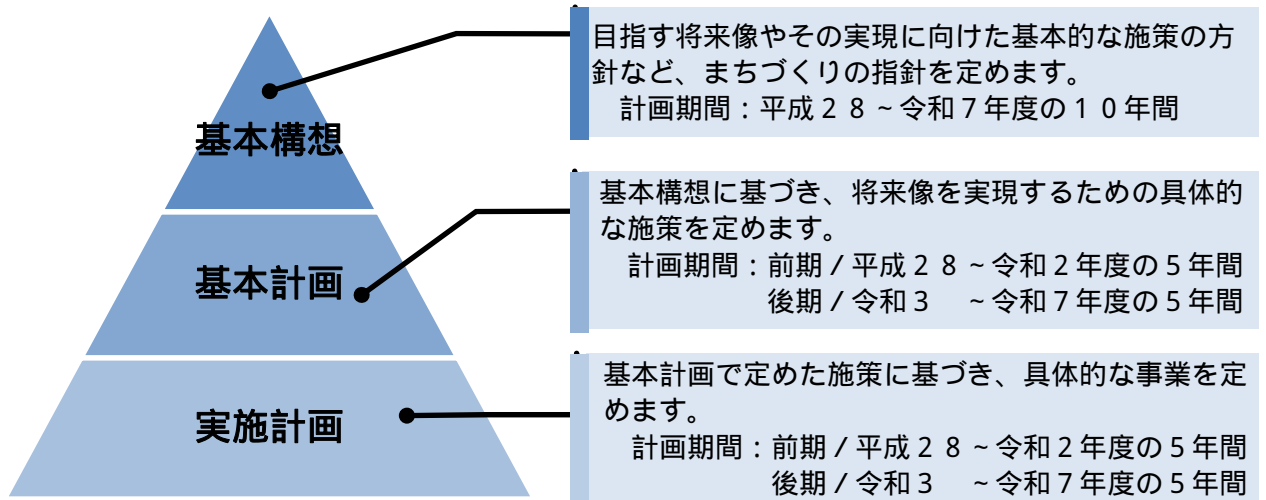 基本構想
目指す将来像やその実現に向けた基本的な施策の方
針など、まちづくりの指針を定めます。
計画期間：平成２８~令和７年度の１０年間
基本計画
基本構想に基づき、将来像を実現するための具体的
な施策を定めます。
計画期間：前期/平成２８~令和２年度の５年間
後期/令和３　~令和７年度の５年間
実施計画
基本計画で定めた施策に基づき、具体的な事業を定
めます。
計画期間：前期/平成２８~令和２年度の５年間
後期/令和３　~令和７年度の５年間